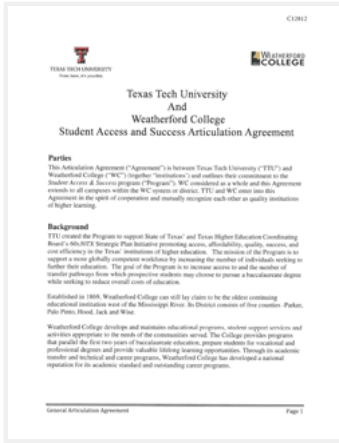 C12812
TEXAS TECH UNIVERSITY
From here, it's possible
WEATHERFORD
COLLEGE
Texas Tech University
And
Weatherford College
Student Access and Success Articulation Agreement
Parties
This Articulation Agreement ("Agreement") is between Texas Tech University ("TTU") and
Weatherford College ("WC") (together "institutions") and outlines their commitment to the
Student Access & Success program ("Program"). WC considered as a whole and this Agreement
extends to all campuses within the WC system or district. TTU and WC enter into this
Agreement in the spirit of cooperation and mutually recognize each other as quality institutions
of higher learning.
Background
TTU created the Program to support State of Texas' and Texas Higher Education Coordinating
Board's 60x30TX Strategic Plan Initiative promoting access, affordability, quality, success, and
cost efficiency in the Texas' institutions of higher education. The mission of the Program is to
support a more globally competent workforce by increasing the number of individuals seeking to
further their education. The goal of the Program is to increase access to and the number of
transfer pathways from which prospective students may choose to pursue a baccalaureate degree
while seeking to reduce overall costs of education.
Established in 1869, Weatherford College can still lay claim to be the oldest continuing
educational institution west of the Mississippi River. Its District consists of five counties -Parker,
Palo Pinto, Hood, Jack and Wise.
Weatherford College develops and maintains educational programs, student support services and
activities appropriate to the needs of the communities served. The College provides programs
that parallel the first two years of baccalaureate education, prepare students for vocational and
professional degrees and provide valuable lifelong learning opportunities. Through its academic
transfer and technical and career programs, Weatherford College has developed a national
reputation for its academic standard and outstanding career programs.
General Articulation Agreement
Page 1